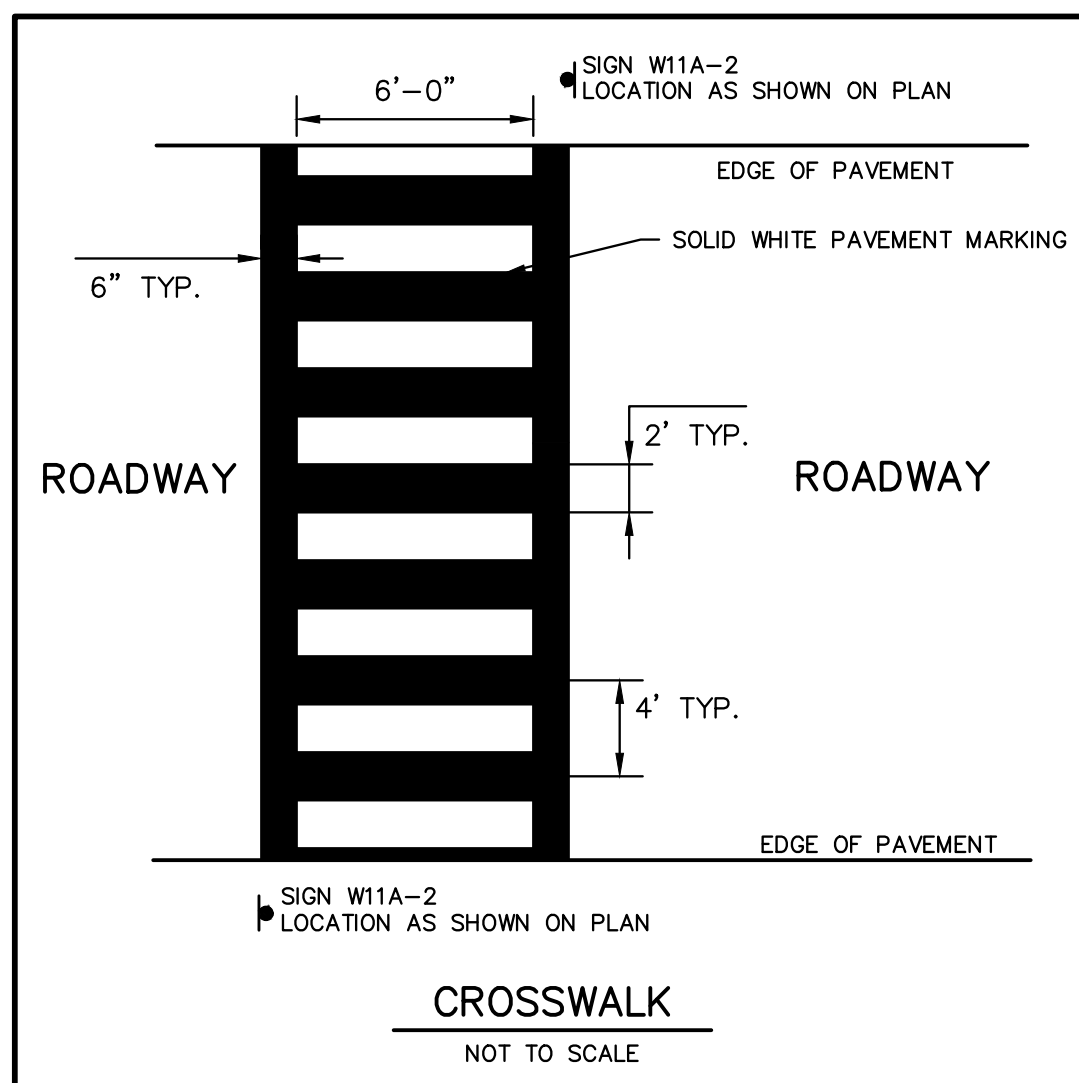 SIGN W11A-2
LOCATION AS SHOWN ON PLAN
6'-0"
EDGE OF PAVEMENT
SOLID WHITE PAVEMENT MARKING
6" TYP.
2' TYP.
ROADWAY
ROADWAY
4' TYP.
EDGE OF PAVEMENT
SIGN W11A-2
LOCATION AS SHOWN ON PLAN
CROSSWALK
NOT TO SCALE